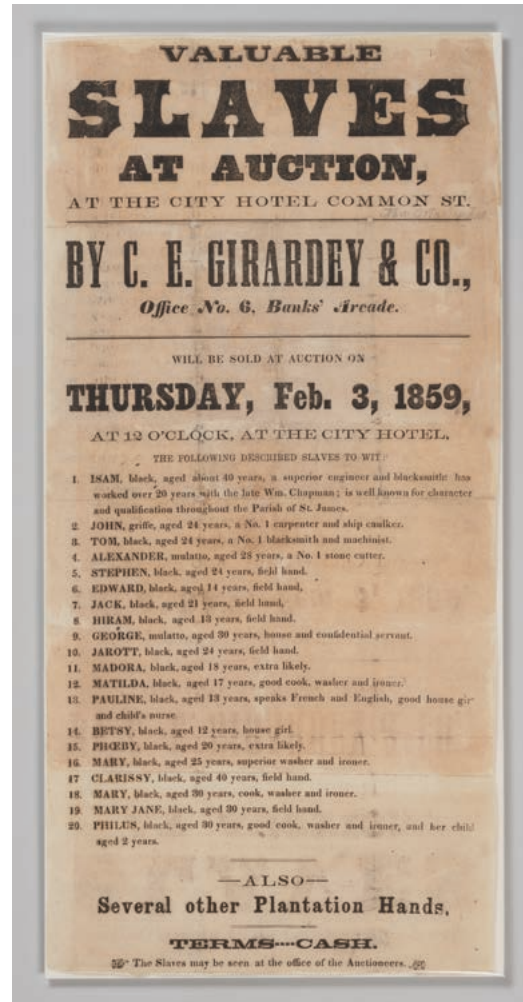 VALUABLE
SLAVES
AT AUCTION,
AT THE CITY HOTEL COMMON ST.
BY C. E. GIRARDEY & CO.,
Office No. 6, Banks' Arcade.
WILL BE SOLD AT AUCTION ON
THURSDAY, Feb. 3, 1859,
AT 12 O'CLOCK, AT THE CITY HOTEL,
THE FOLLOWING DESCRIBED SLAVES TO WIT:
1. ISAM, black, aged about 40 years, a superior engineer and blacksmith: has
worked over 20 years with the late Wm. Chapman; is well known for character
and qualification throughout the Parish of St. James.
2. JOHN, griffe, aged 24 years, a No. 1 carpenter and ship caulker.
3. TOM, black, aged 24 years, a No. 1 blacksmith and machinist.
4. ALEXANDER, mulatto, aged 28 years, a No. 1 stone cutter.
5. STEPHEN, black, aged 24 years, field hand.
6. EDWARD, black, aged 14 years, field hand,
7. JACK, black, aged 21 years, field hand,
8 HIRAM, black, aged 18 years, field hand.
9. GEORGE, mulatto, aged 30 years, house and confidential servant.
10. JAROTT, black, aged 24 years, field hand.
11. MADORA, black, aged 18 years, extra likely.
12. MATILDA, black, aged 17 years, good cook, washer and ironer.
13. PAULINE, black, aged 13 years, speaks French and English, good house gir
and child's nurse
14. BETSY, black, aged 12 years, house girl.
15. PHŒBY, black, aged 20 years, extra likely.
16. MARY, black, aged 25 years, superior washer and ironer.
17 CLARISSY, black, aged 40 years, field hand.
18. MARY, black, aged 30 years, cook, washer and ironer.
19. MARY JANE, black, aged 30 years, field hand.
20. PHILUS, black, aged 30 years, good cook, washer and ironer, and her child
aged 2 years.
—ALSO—
Several other Plantation Hands.
TERMS----CASH.
The Slaves may be seen at the office of the Auctioneers.